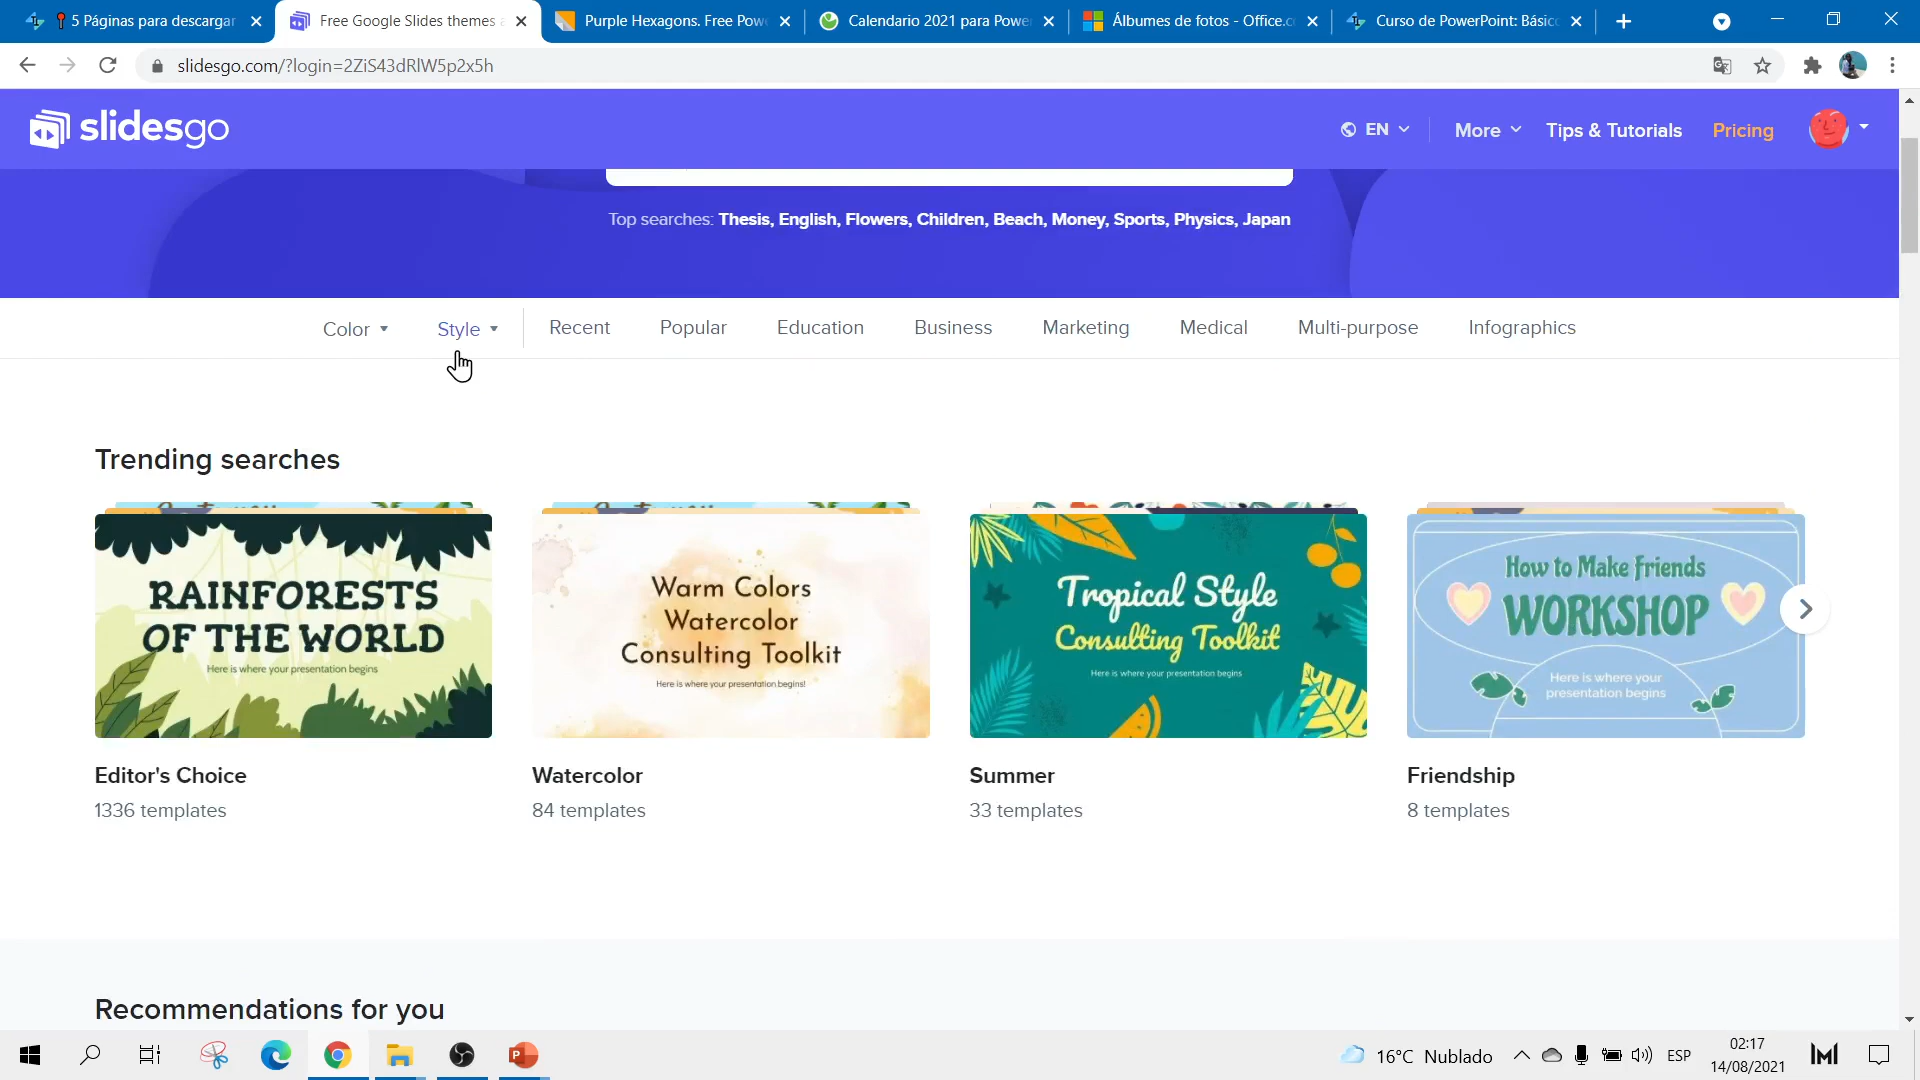 5 Páginas para descargar
Free Google Slides themes a
Purple Hexagons. Free Powe
Calendario 2021 para Power
Álbumes de fotos - Office.co
Curso de PowerPoint: Básico
slidesgo.com/?login=2ZiS43dRlW5p2x5h
slidesgo
EN
More
Tips & Tutorials
Pricing
Top searches: Thesis, English, Flowers, Children, Beach, Money, Sports, Physics, Japan
Color
Style
Recent
Popular
Education
Business
Marketing
Medical
Multi-purpose
Infographics
Trending searches
RAINFORESTS
OF THE WORLD
Here is where your presentation begins
Warm Colors
Watercolor
Consulting Toolkit
Here is where your presentation begins!
Tropical Style
Consulting Toolkit
Here is where your presentation begins
How to Make Friends
WORKSHOP
Here is where your
presentation begins
Editor's Choice
1336 templates
Watercolor
84 templates
Summer
33 templates
Friendship
8 templates
Recommendations for you
16°C Nublado
ESP
02:17
14/08/2021